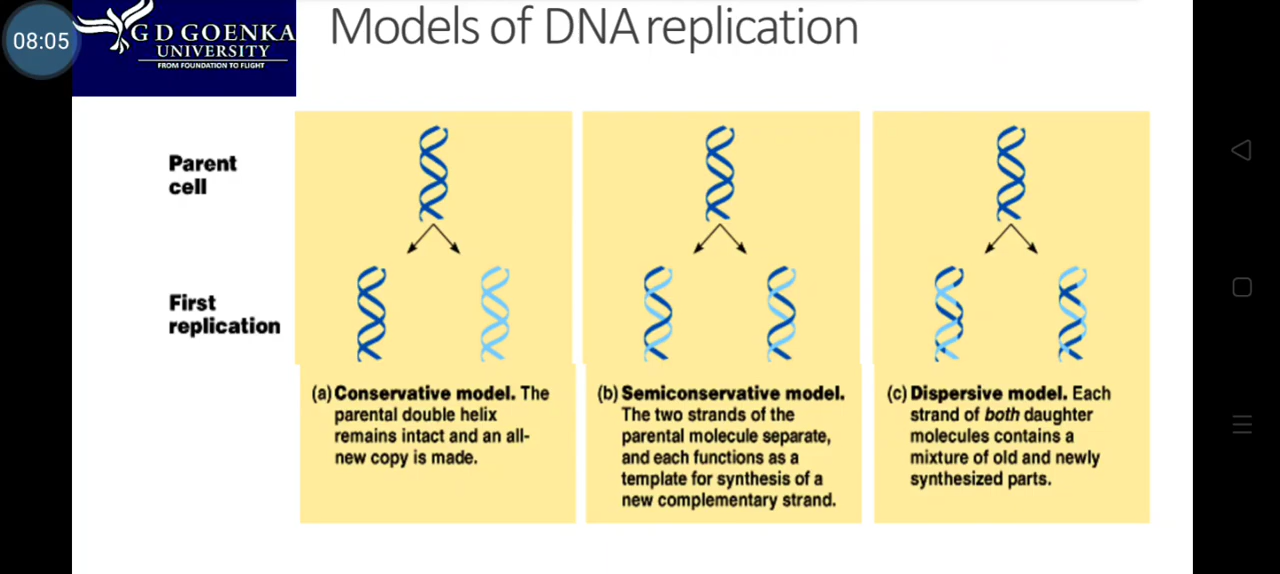 08:05
G D GOENKA
UNIVERSITY
FROM FOUNDATION TO FLIGHT
Models of DNA replication
Parent
cell
First
replication
(a) Conservative model. The
parental double helix
remains intact and an all-
new copy is made.
(b) Semiconservative model.
The two strands of the
parental molecule separate,
and each functions as a
template for synthesis of a
new complementary strand.
(c) Dispersive model. Each
strand of both daughter
molecules contains a
mixture of old and newly
synthesized parts.